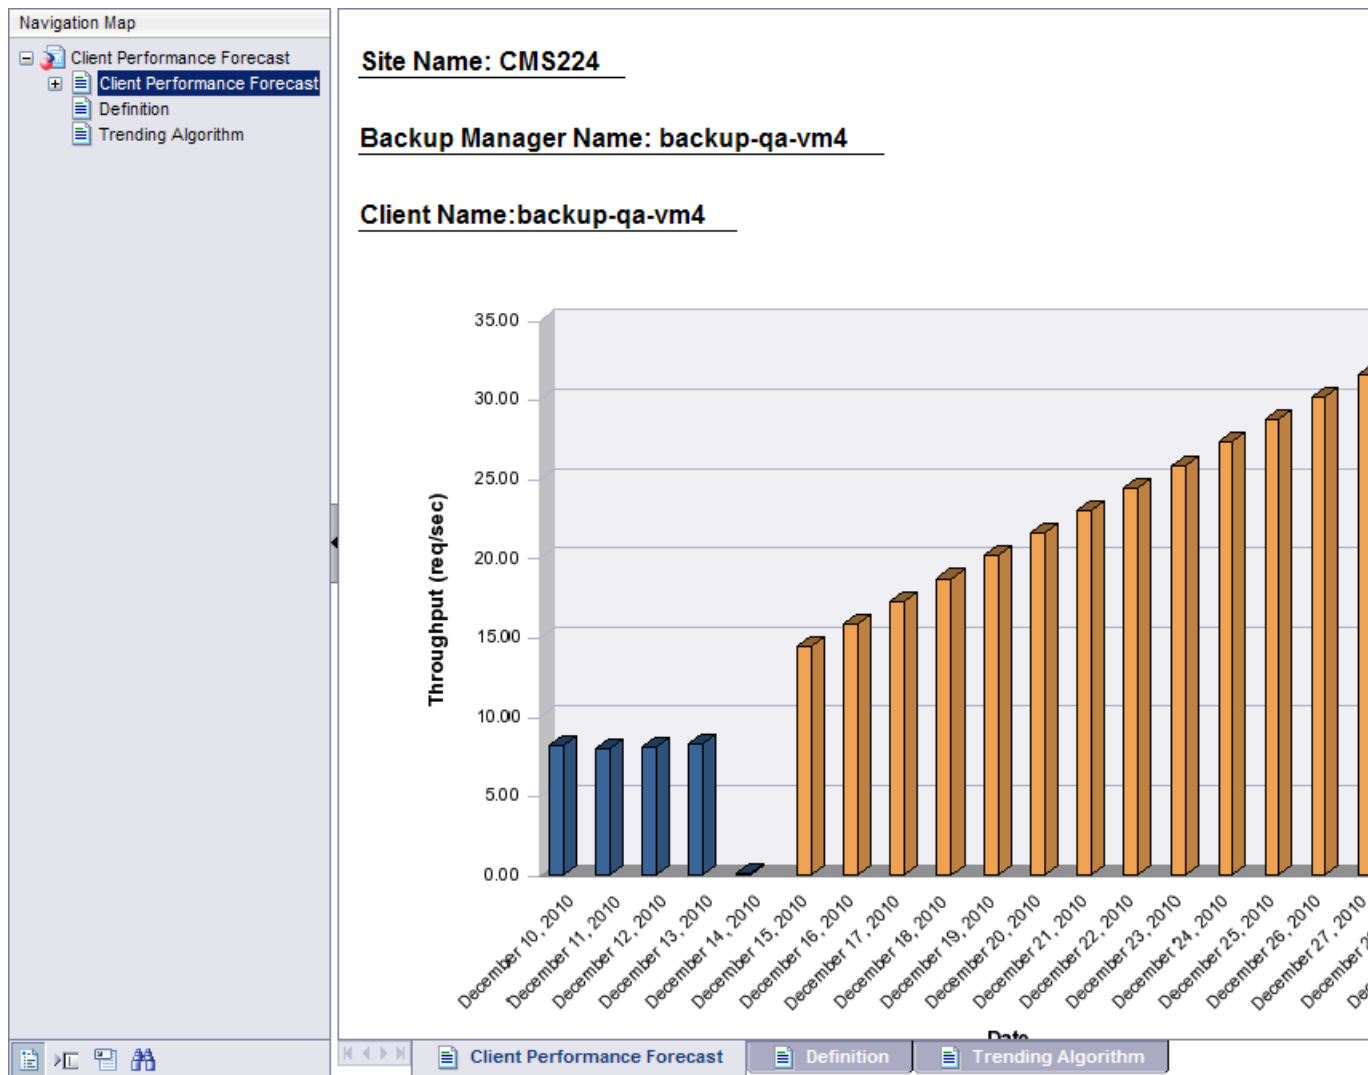 Navigation Map
Client Performance Forecast
Client Performance Forecast
Definition
Trending Algorithm
Site Name: CMS224
Backup Manager Name: backup-qa-vm4
Client Name:backup-qa-vm4
35.00
30.00
25.00
20.00
15.00
10.00
5.00
0.00
Throughput (req/sec)
December 10, 2010
December 11, 2010
December 12, 2010
December 13, 2010
December 14, 2010
December 15, 2010
December 16, 2010
December 17, 2010
December 18, 2010
December 19, 2010
December 20, 2010
December 21, 2010
December 22, 2010
December 23, 2010
December 24, 2010
December 25, 2010
December 26, 2010
December 27, 2010
Date
Client Performance Forecast
Definition
Trending Algorithm